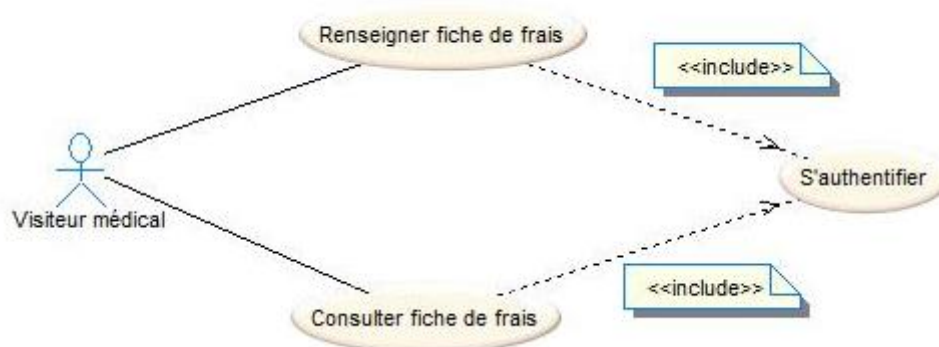 Renseigner fiche de frais
<<include>>
S'authentifier
Visiteur médical
<<include>>
Consulter fiche de frais